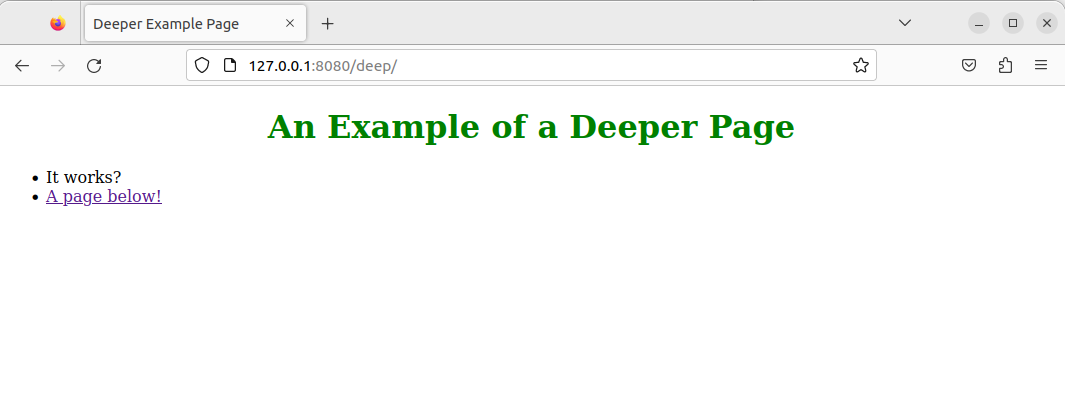 Deeper Example Page
127.0.0.1:8080/deep/
An Example of a Deeper Page
It works?
A page below!